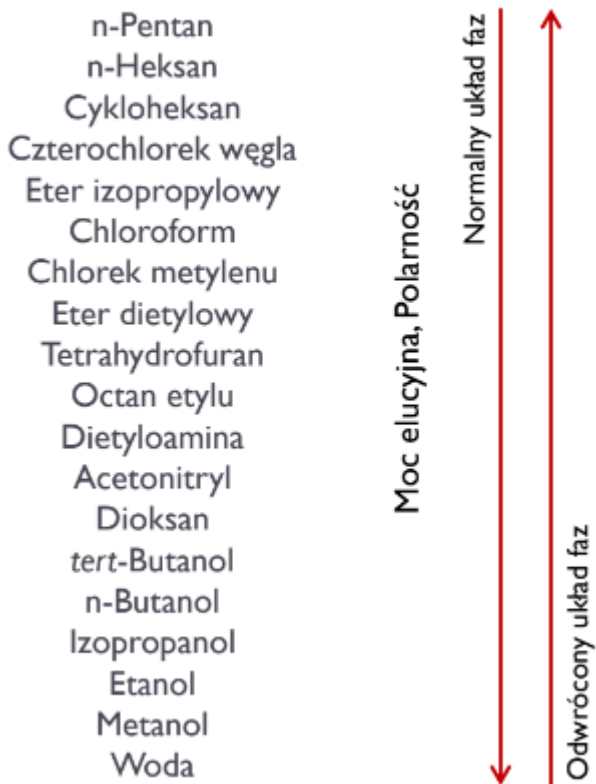 n-Pentan
n-Heksan
Cykloheksan
Czterochlorek węgla
Eter izopropylowy
Chloroform
Chlorek metylenu
Eter dietylowy
Tetrahydrofuran
Octan etylu
Dietyloamina
Acetonitryl
Dioksan
tert-Butanol
n-Butanol
Izopropanol
Etanol
Metanol
Woda
Moc elucyjna, Polarność
Normalny układ faz
Odwrócony układ faz